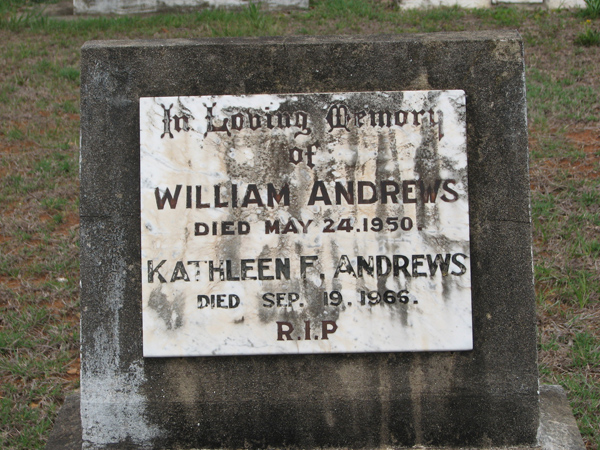 In Loving Memory
of
WILLIAM ANDREWS
DIED MAY 24.1950.
KATHLEEN F. ANDREWS
DIED SEP. 19, 1966.
R.I.P